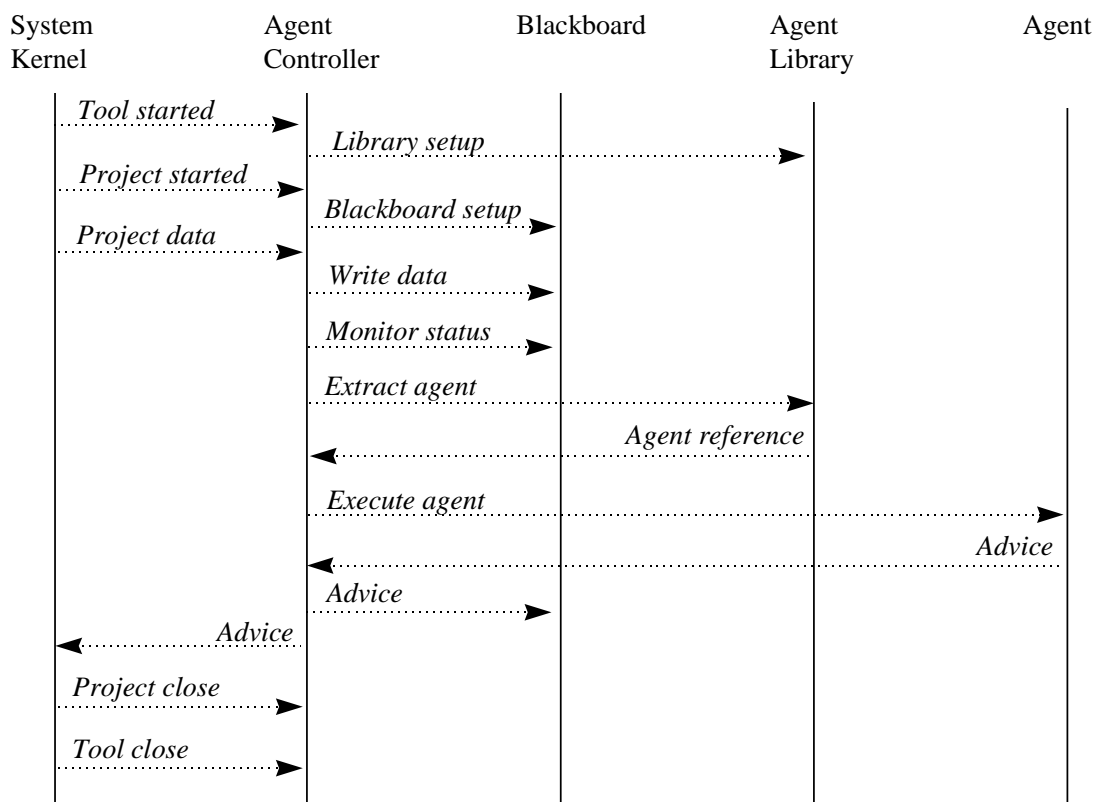 System Kernel
Agent Controller
Blackboard
Agent Library
Agent
Tool started
Library setup
Project started
Blackboard setup
Project data
Write data
Monitor status
Extract agent
Agent reference
Execute agent
Advice
Advice
Advice
Project close
Tool close